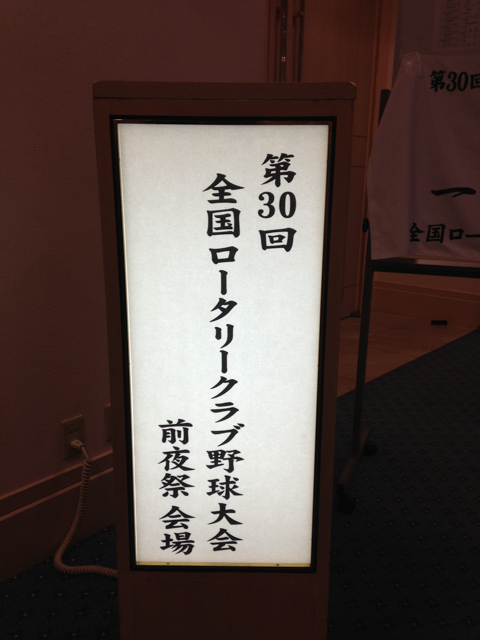 第30回
全国ロータリークラブ野球大会
前夜祭 会場
第30回
一
全国ロー